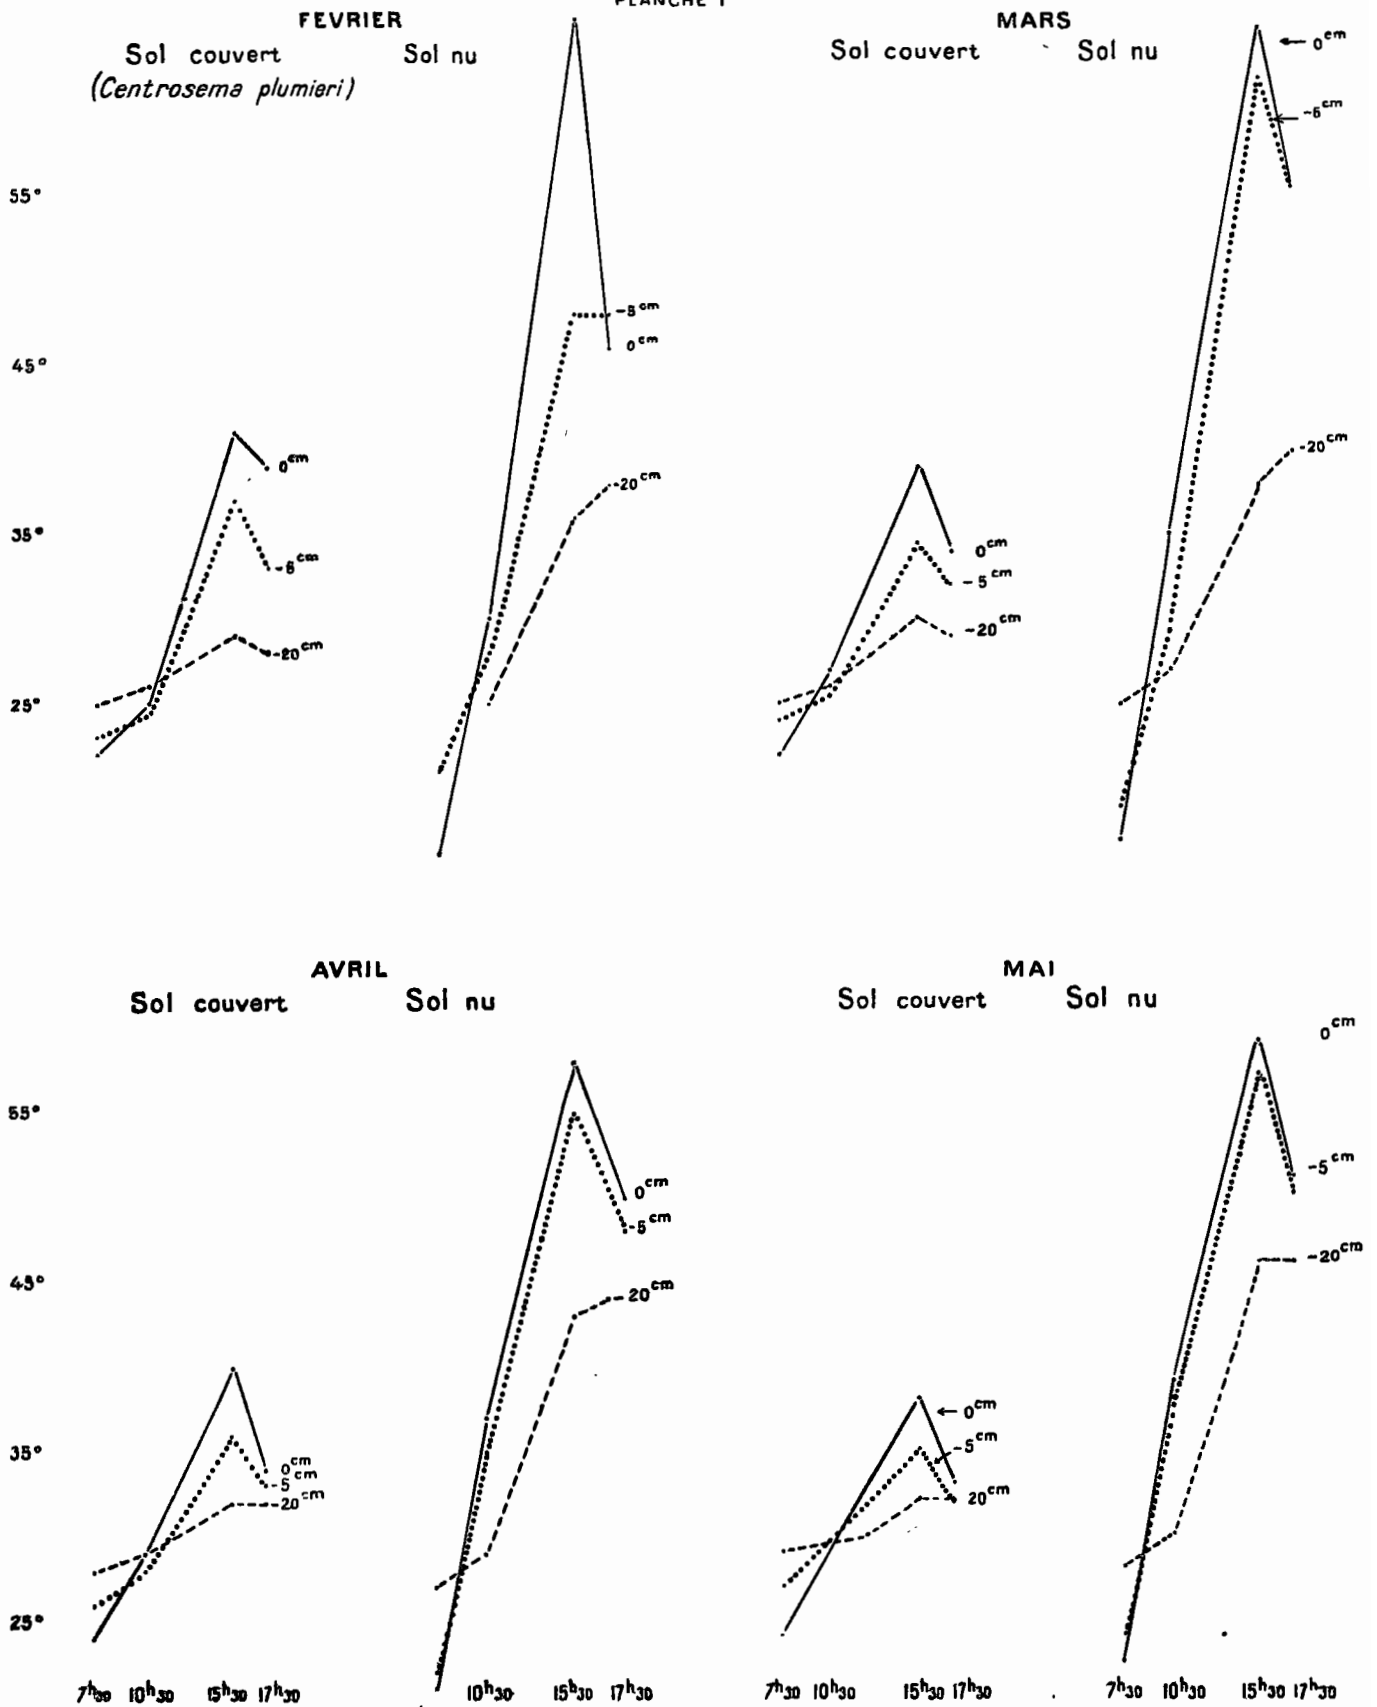 PLANCHE I
FEVRIER
Sol couvert
(Centrosema plumieri)
Sol nu
55°
45°
35°
25°
0cm
-5cm
-20cm
-5cm
0cm
-20cm
MARS
Sol couvert
Sol nu
0cm
-5cm
-20cm
0cm
-5cm
-20cm
AVRIL
Sol couvert
Sol nu
55°
45°
35°
25°
0cm
-5cm
-20cm
0cm
-5cm
20cm
7h30 10h30 15h30 17h30
10h30 15h30 17h30
MAI
Sol couvert
Sol nu
0cm
-5cm
20cm
0cm
-5cm
-20cm
7h30 10h30 15h30 17h30
7h30 10h30 15h30 17h30